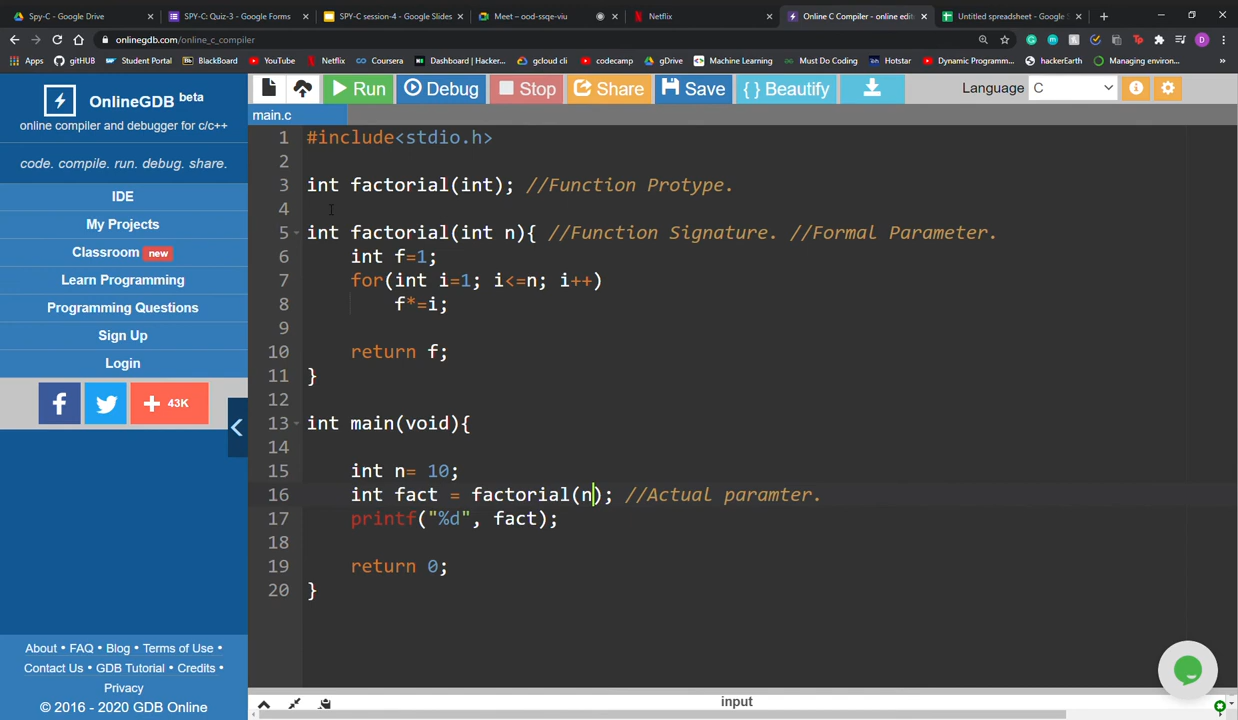 Spy-C - Google Drive
SPY-C: Quiz-3 - Google Forms
SPY-C session-4 - Google Slides
Meet – ood-ssqe-viu
Netflix
Online C Compiler - online edit
Untitled spreadsheet - Google S
onlinegdb.com/online_c_compiler
Apps
gitHUB
Student Portal
BlackBoard
YouTube
Netflix
Coursera
Dashboard | Hacker...
gcloud cli
codecamp
gDrive
Machine Learning
Must Do Coding
Hotstar
Dynamic Programm...
hackerEarth
Managing environ...
»
OnlineGDB beta
online compiler and debugger for c/c++
code. compile. run. debug. share.
IDE
My Projects
Classroom new
Learn Programming
Programming Questions
Sign Up
Login
43K
About • FAQ • Blog • Terms of Use •
Contact Us • GDB Tutorial • Credits •
Privacy
© 2016 - 2020 GDB Online
Run
Debug
Stop
Share
Save
{ } Beautify
Language C
main.c
1 #include<stdio.h>
2
3 int factorial(int); //Function Protype.
4
5 int factorial(int n){ //Function Signature. //Formal Parameter.
6 int f=1;
7 for(int i=1; i<=n; i++)
8 f*=i;
9
10 return f;
11 }
12
13 int main(void){
14
15 int n= 10;
16 int fact = factorial(n); //Actual paramter.
17 printf("%d", fact);
18
19 return 0;
20 }
input